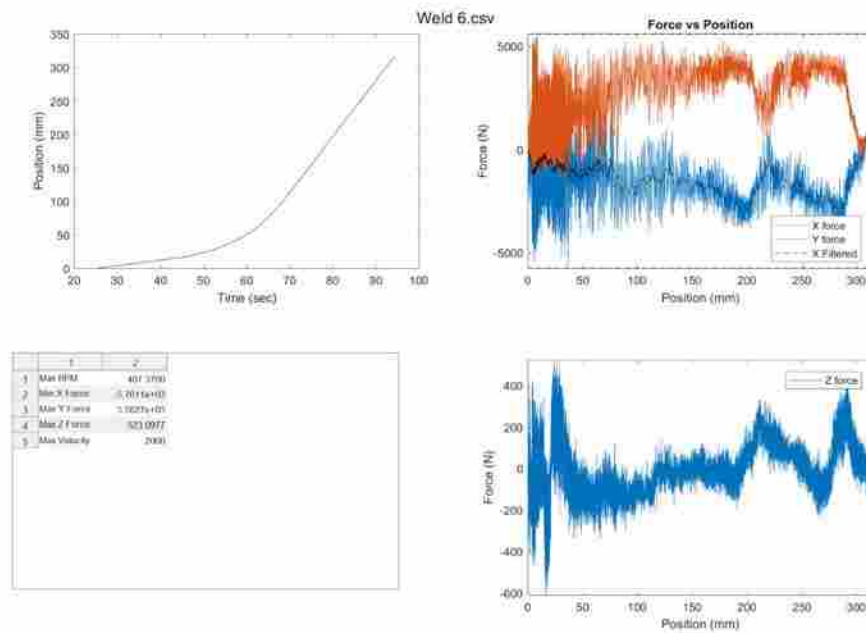 Weld 6.csv
350
300
250
200
150
100
50
0
Position (mm)
20 30 40 50 60 70 80 90 100
Time (sec)
Force vs Position
5000
0
-5000
Force (N)
X force
Y force
X Filtered
0 50 100 150 200 250 300
Position (mm)
1 2
1 Max RPM
2 Min X Force
3 Max Y Force
4 Max Z Force 523.0977
5 Max Velocity 2000
400
200
0
-200
-400
-600
Force (N)
Z force
0 50 100 150 200 250 300
Position (mm)